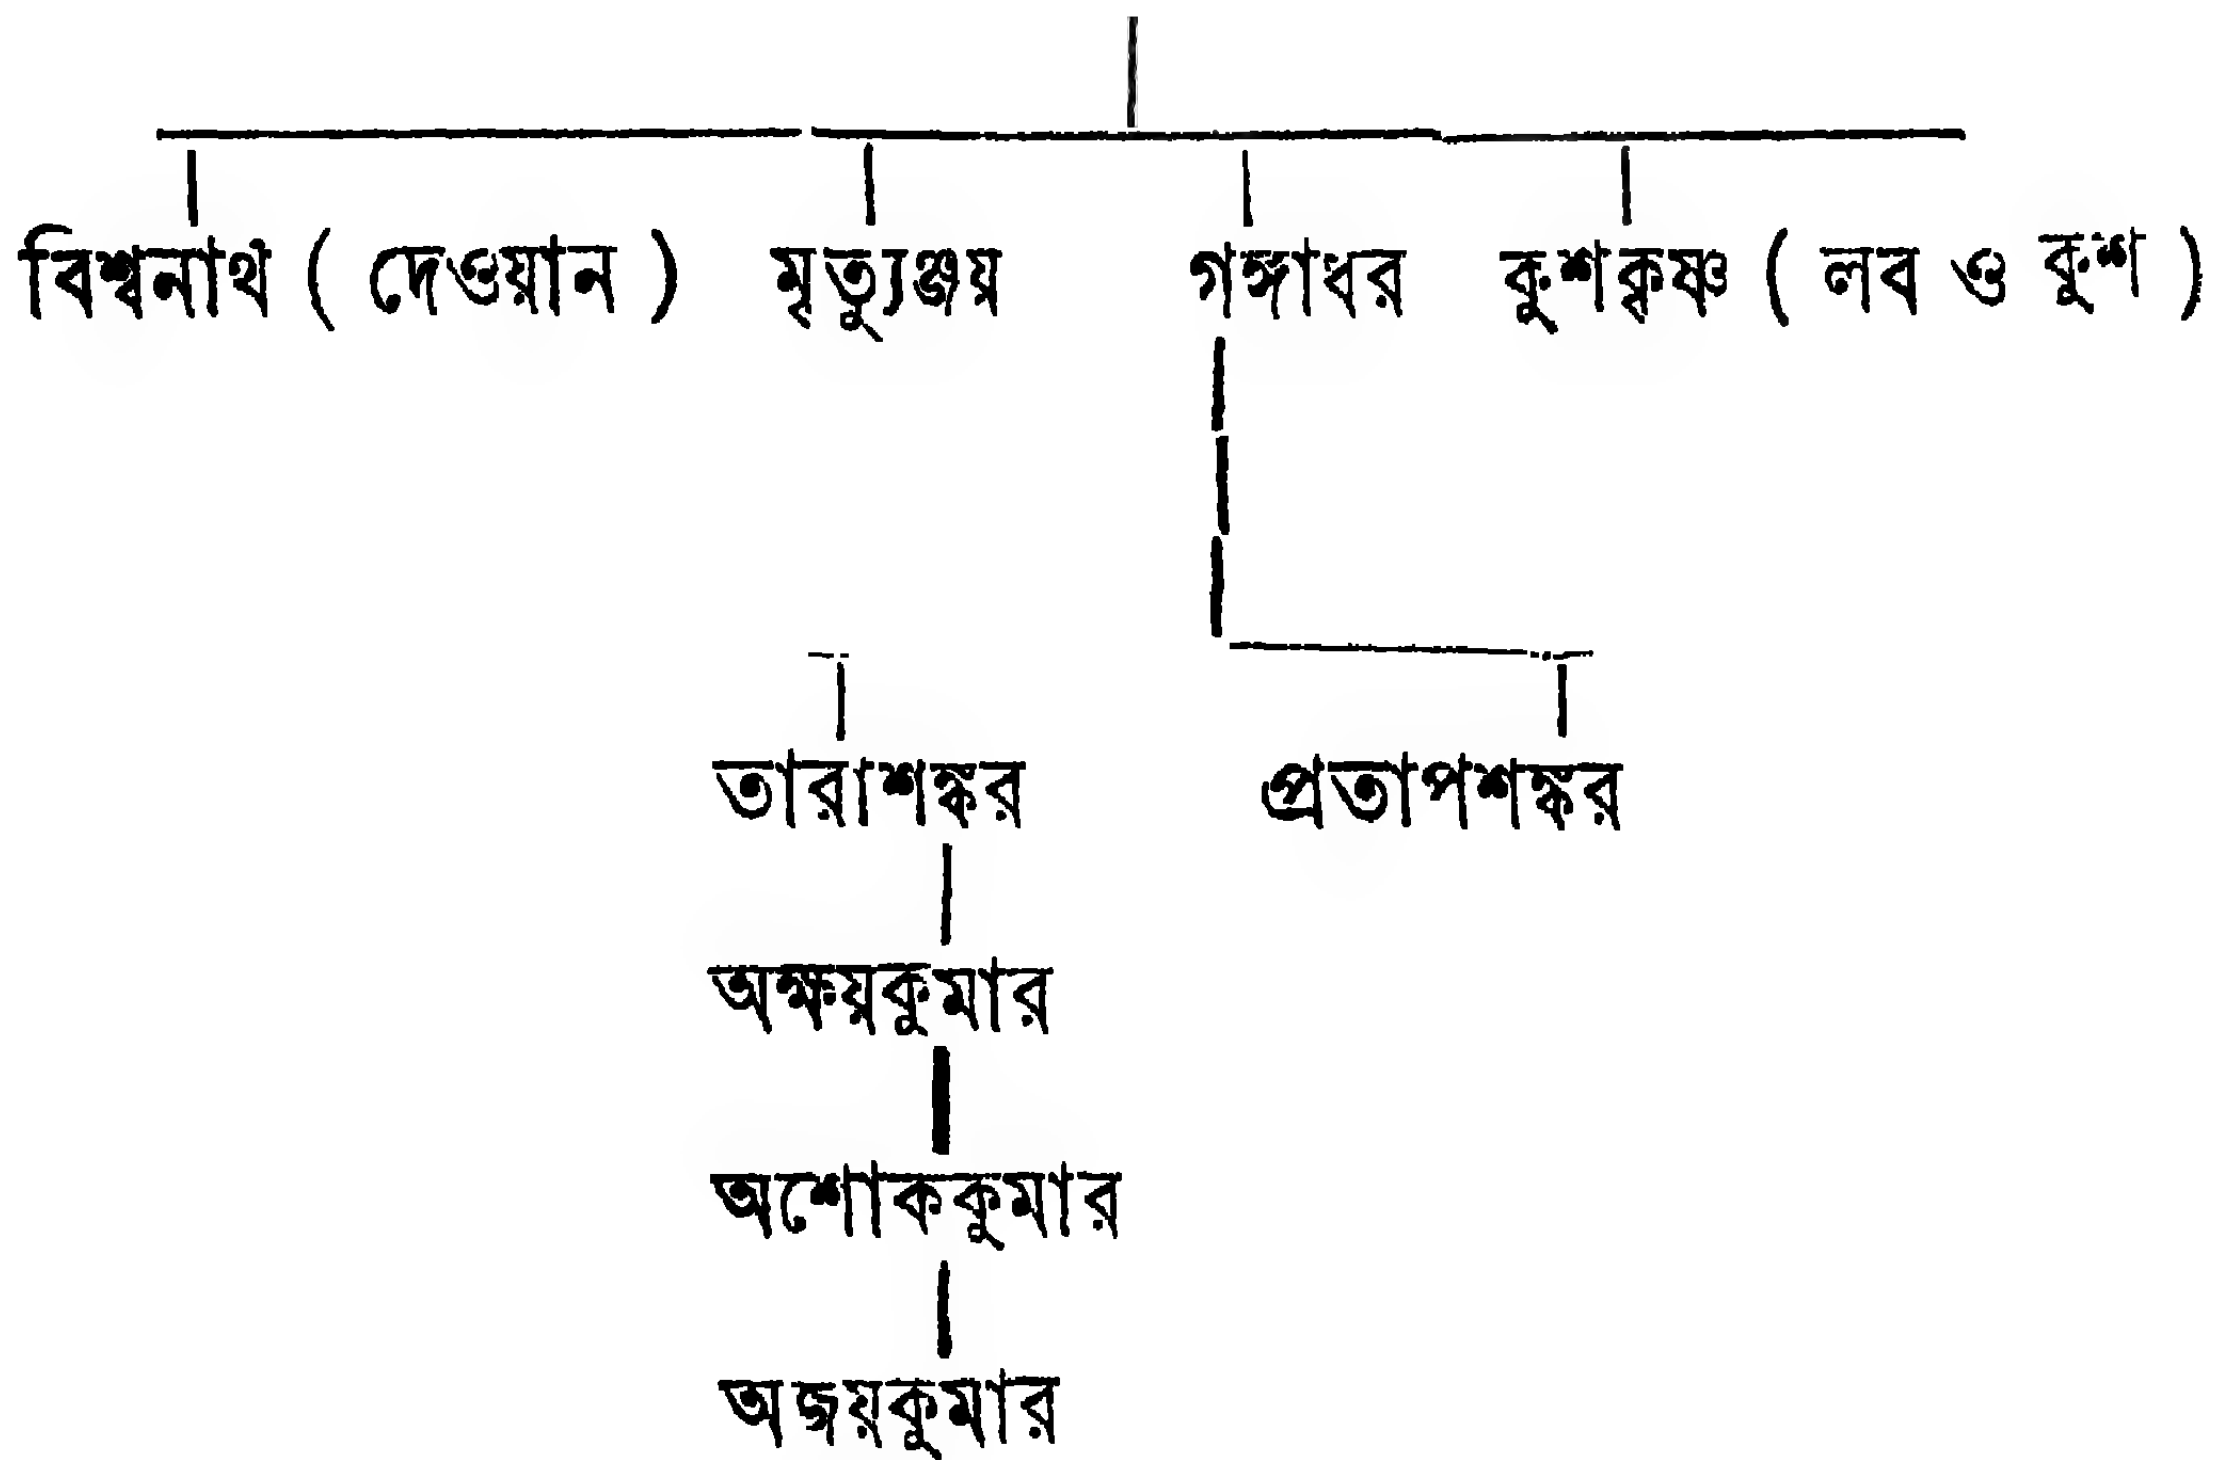 বিশ্বনাথ ( দেওয়ান ) মৃত্যুঞ্জয় গঙ্গাধর কুশকৃষ্ণ ( লব ও কুশ )
তারাশঙ্কর প্রতাপশঙ্কর
অক্ষয়কুমার
অশোককুমার
অজয়কুমার